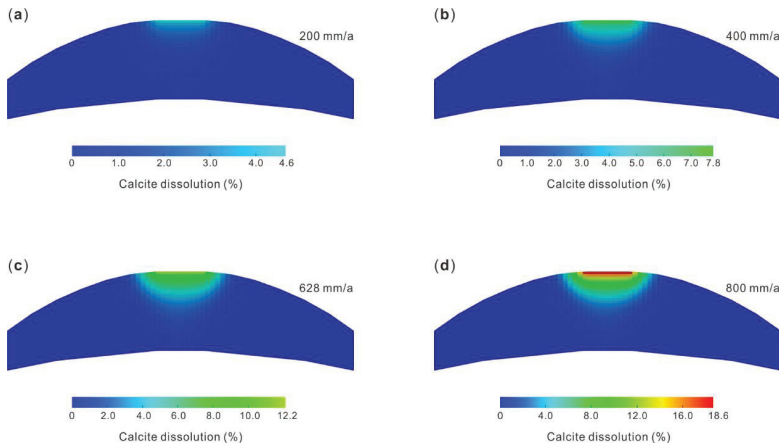 (a)
200 mm/a
0 1.0 2.0 3.0 4.0 4.6
Calcite dissolution (%)
(b)
400 mm/a
0 1.0 2.0 3.0 4.0 5.0 6.0 7.0 7.8
Calcite dissolution (%)
(c)
628 mm/a
0 2.0 4.0 6.0 8.0 10.0 12.2
Calcite dissolution (%)
(d)
800 mm/a
0 4.0 8.0 12.0 16.0 18.6
Calcite dissolution (%)